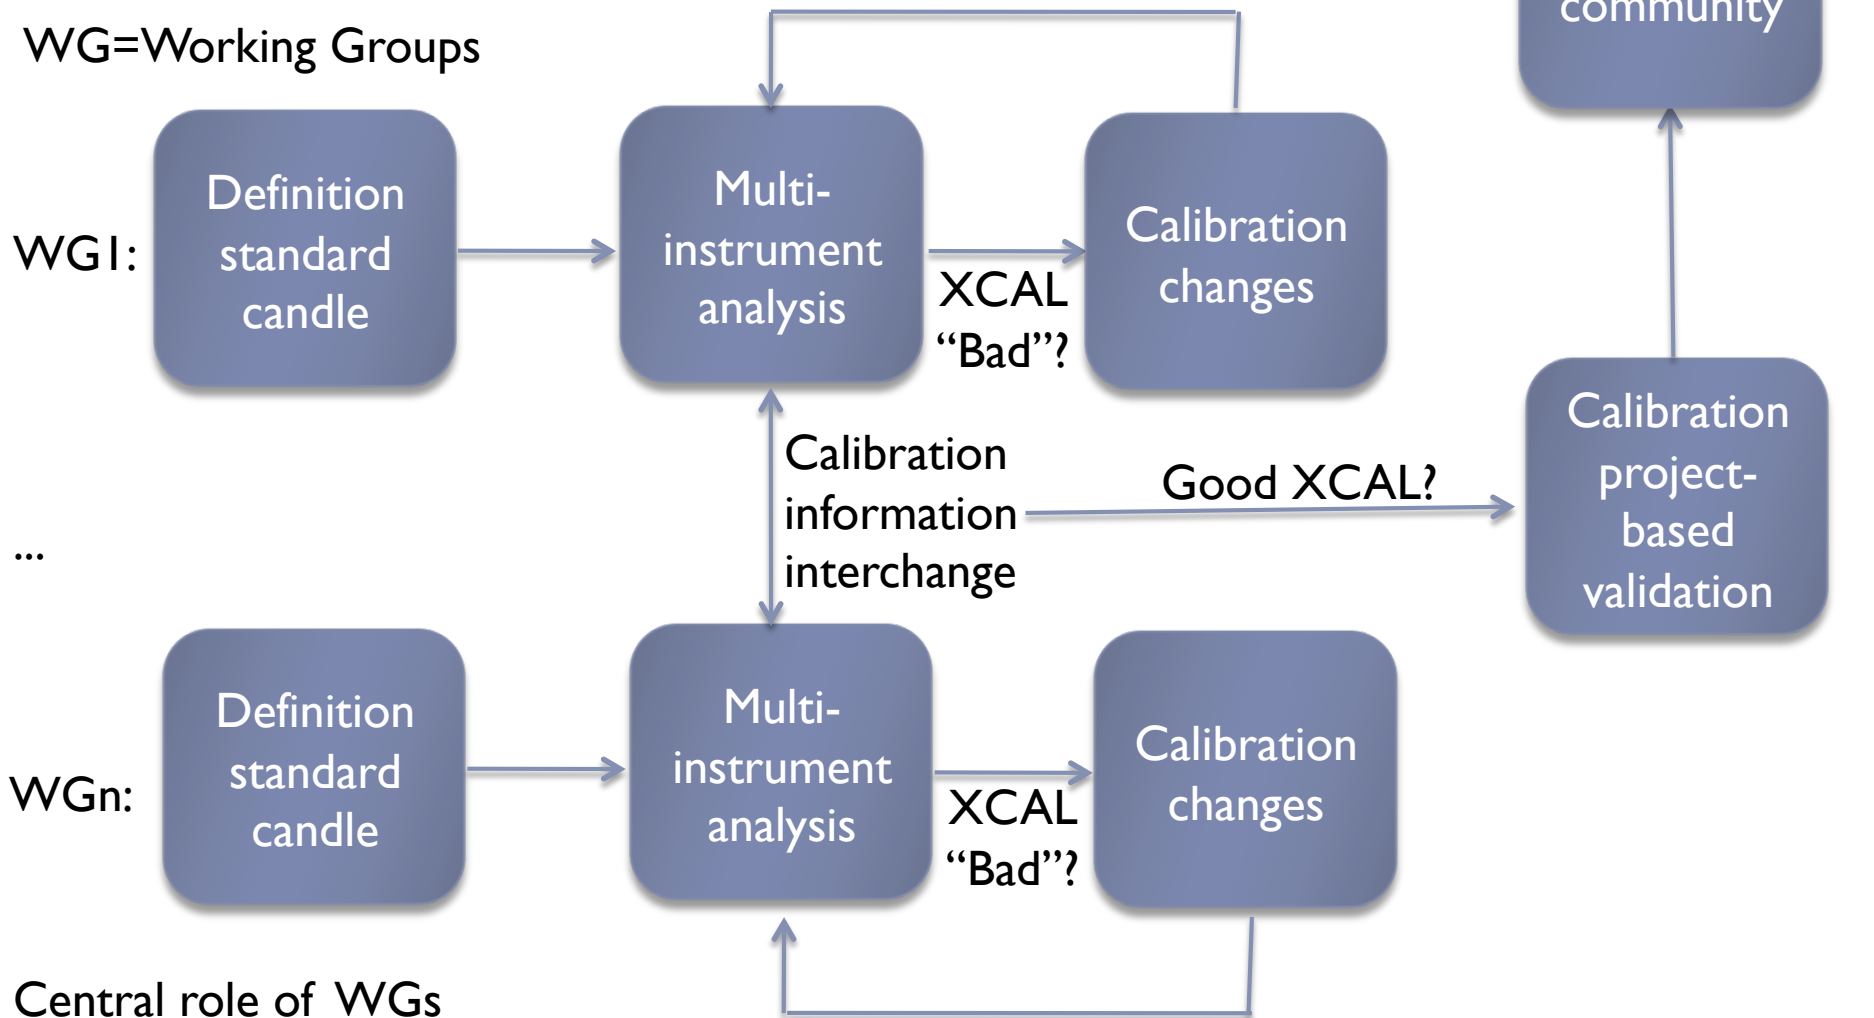 community
WG=Working Groups
WG1:
Definition
standard
candle
Multi-
instrument
analysis
XCAL
“Bad”?
Calibration
changes
Calibration
information
interchange
Good XCAL?
Calibration
project-
based
validation
...
WGn:
Definition
standard
candle
Multi-
instrument
analysis
XCAL
“Bad”?
Calibration
changes
Central role of WGs